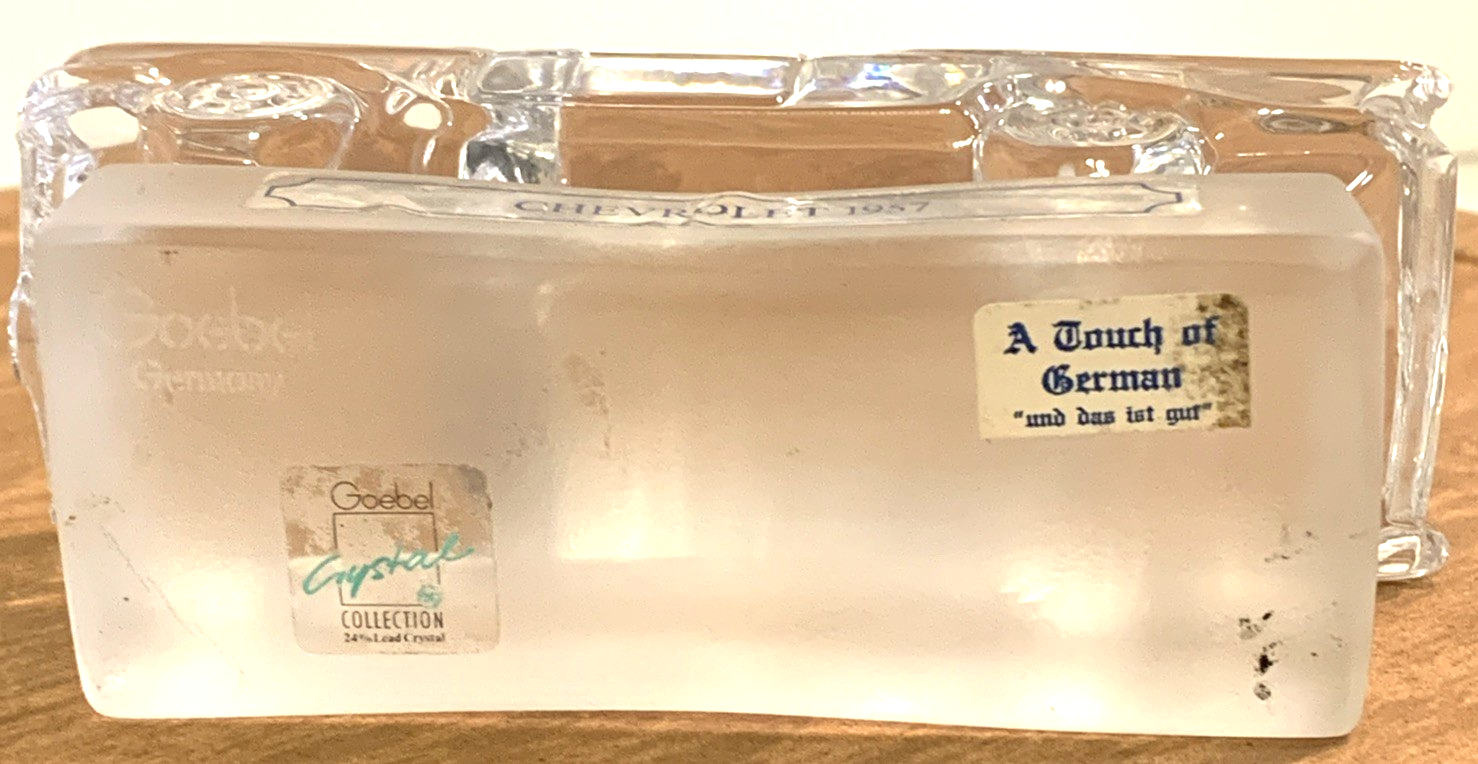 CHEVROLET 1957
Goebel
Germany
A Touch of
German
"und das ist gut"
Goebel
Crystal
COLLECTION
24% Lead Crystal